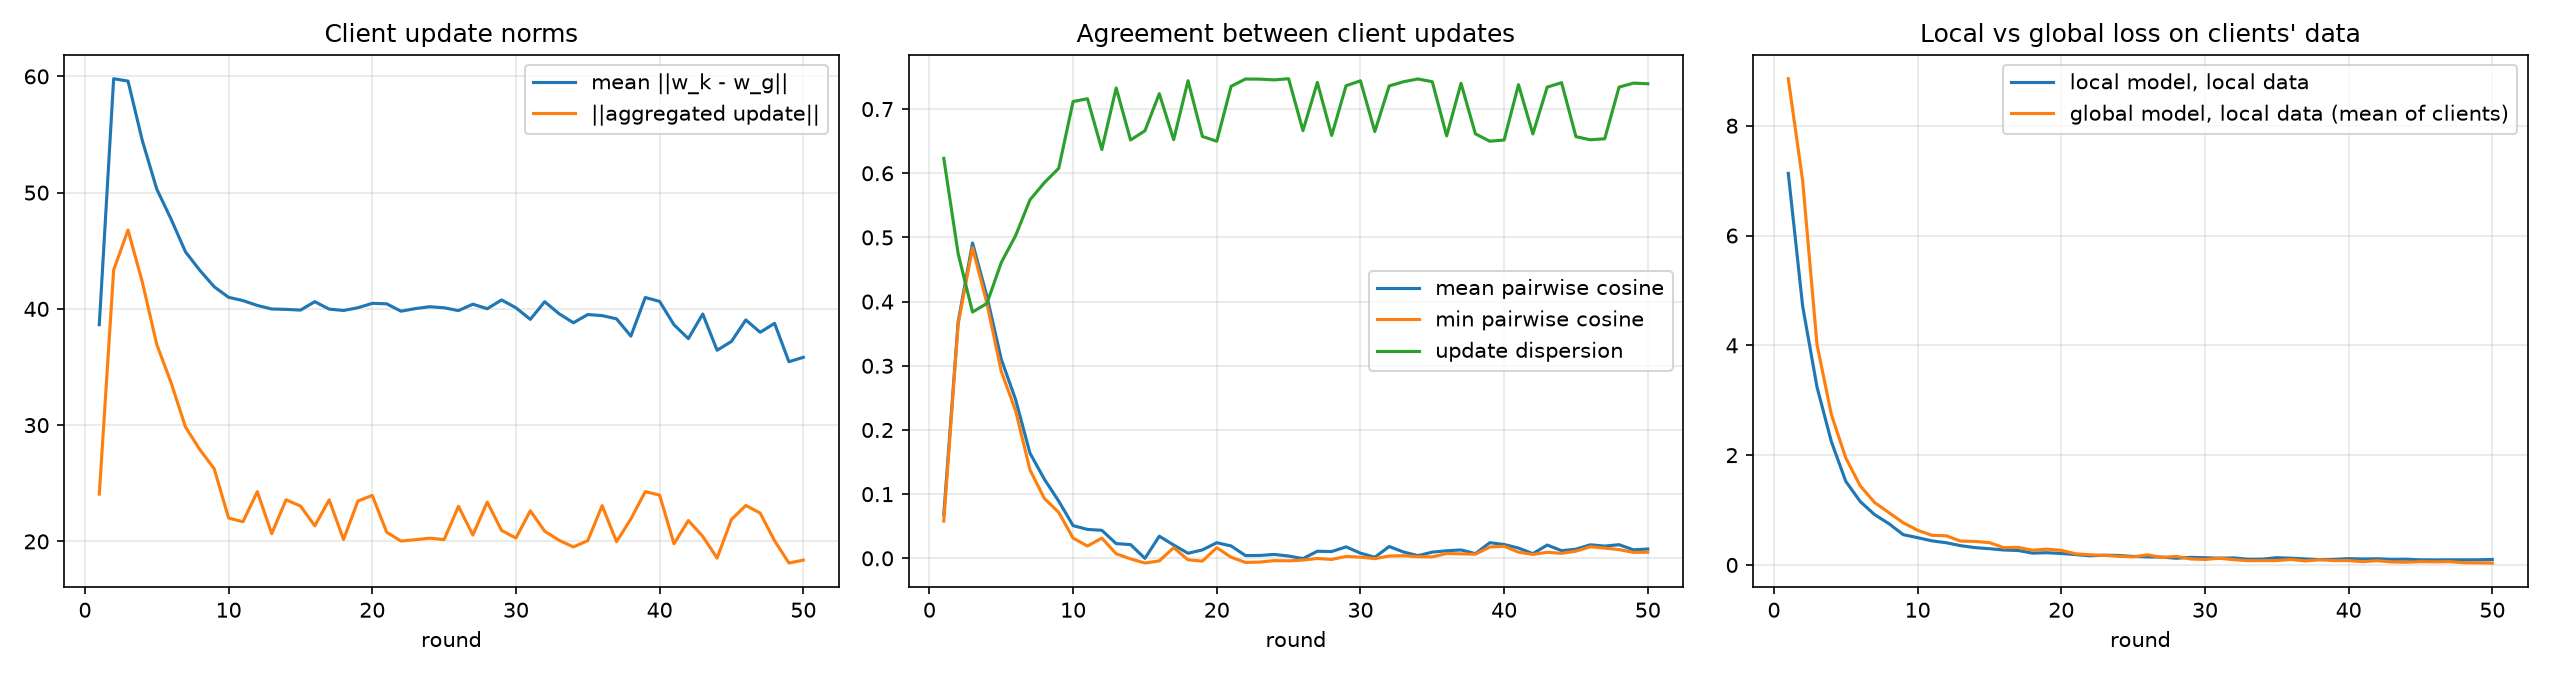 Client update norms
60
50
40
30
20
mean ||w_k - w_g||
||aggregated update||
0 10 20 30 40 50
round
Agreement between client updates
0.7
0.6
0.5
0.4
0.3
0.2
0.1
0.0
mean pairwise cosine
min pairwise cosine
update dispersion
0 10 20 30 40 50
round
Local vs global loss on clients' data
8
6
4
2
0
local model, local data
global model, local data (mean of clients)
0 10 20 30 40 50
round